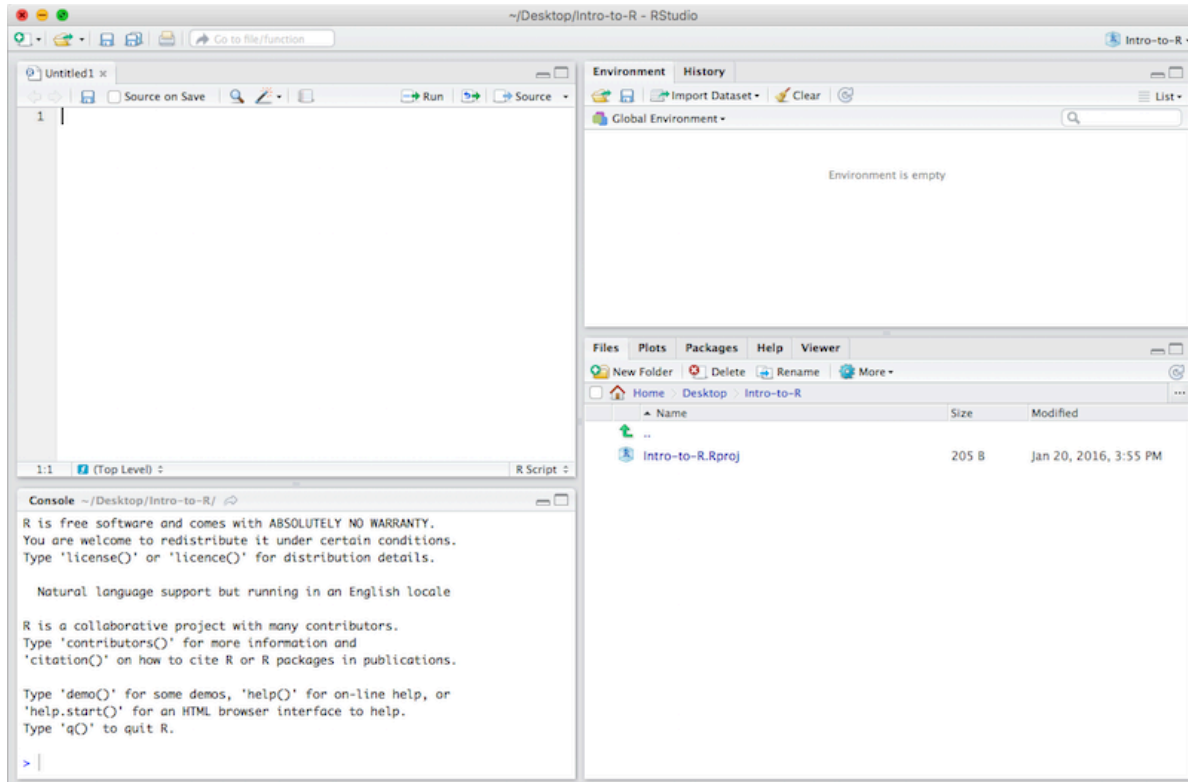 ~/Desktop/Intro-to-R - RStudio
Go to file/function
Intro-to-R
Untitled1 ×
Source on Save
Run
Source
1
1:1
(Top Level)
R Script
Console ~/Desktop/Intro-to-R/
R is free software and comes with ABSOLUTELY NO WARRANTY.
You are welcome to redistribute it under certain conditions.
Type 'license()' or 'licence()' for distribution details.
Natural language support but running in an English locale
R is a collaborative project with many contributors.
Type 'contributors()' for more information and
'citation()' on how to cite R or R packages in publications.
Type 'demo()' for some demos, 'help()' for on-line help, or
'help.start()' for an HTML browser interface to help.
Type 'q()' to quit R.
>
Environment History
Import Dataset Clear
List
Global Environment
Environment is empty
Files Plots Packages Help Viewer
New Folder Delete Rename More
Home Desktop Intro-to-R
...
Name Size Modified
..
Intro-to-R.Rproj 205 B Jan 20, 2016, 3:55 PM